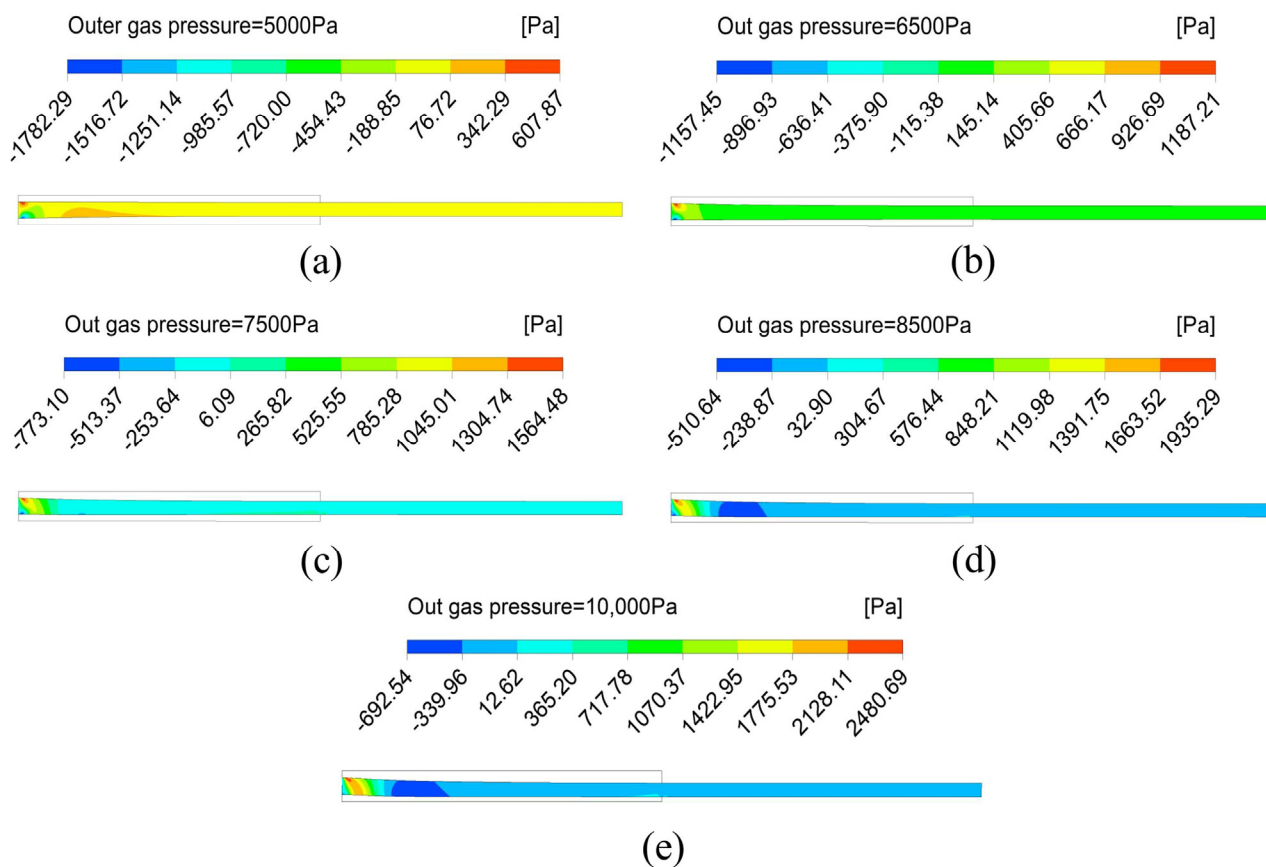 Outer gas pressure=5000Pa [Pa]
-1782.29 -1516.72 -1251.14 -985.57 -720.00 -454.43 -188.85 76.72 342.29 607.87
(a)
Out gas pressure=6500Pa [Pa]
-1157.45 -896.93 -636.41 -375.90 -115.38 145.14 405.66 666.17 926.69 1187.21
(b)
Out gas pressure=7500Pa [Pa]
-773.10 -513.37 -253.64 6.09 265.82 525.55 785.28 1045.01 1304.74 1564.48
(c)
Out gas pressure=8500Pa [Pa]
-510.64 -238.87 32.90 304.67 576.44 848.21 1119.98 1391.75 1663.52 1935.29
(d)
Out gas pressure=10,000Pa [Pa]
-692.54 -339.96 12.62 365.20 717.78 1070.37 1422.95 1775.53 2128.11 2480.69
(e)